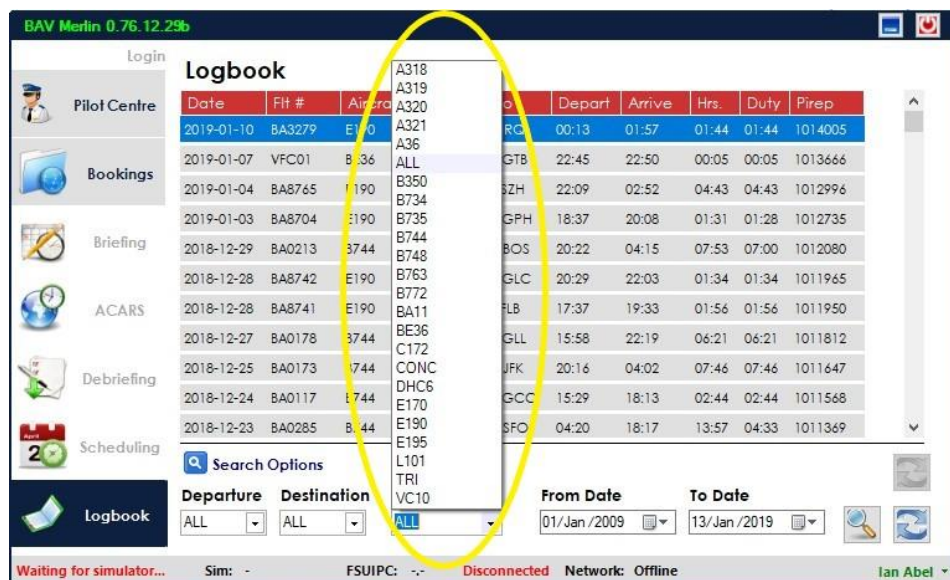 BAV Merlin 0.76.12.29b
Login
Pilot Centre
Bookings
Briefing
ACARS
Debriefing
Scheduling
Logbook
Logbook
Date Flt # Depart Arrive Hrs. Duty Pirep
2019-01-10 BA3279 00:13 01:57 01:44 01:44 1014005
2019-01-07 VFC01 22:45 22:50 00:05 00:05 1013666
2019-01-04 BA8765 22:09 02:52 04:43 04:43 1012996
2019-01-03 BA8704 E190 GPH 18:37 20:08 01:31 01:28 1012735
2018-12-29 BA0213 B744 BOS 20:22 04:15 07:53 07:00 1012080
2018-12-28 BA8742 E190 GLC 20:29 22:03 01:34 01:34 1011965
2018-12-28 BA8741 E190 17:37 19:33 01:56 01:56 1011950
2018-12-27 BA0178 GLL 15:58 22:19 06:21 06:21 1011812
2018-12-25 BA0173 JFK 20:16 04:02 07:46 07:46 1011647
2018-12-24 BA0117 GCC 15:29 18:13 02:44 02:44 1011568
2018-12-23 BA0285 SFO 04:20 18:17 13:57 04:33 1011369
A318
A319
A320
A321
A36
ALL
B350
B734
B735
B744
B748
B763
B772
BA11
BE36
C172
CONC
DHC6
E170
E190
E195
L101
TRI
VC10
Search Options
Departure Destination From Date To Date
ALL ALL ALL 01/Jan /2009 13/Jan /2019
Waiting for simulator... Sim: - FSUIPC: -.- Disconnected Network: Offline Ian Abel